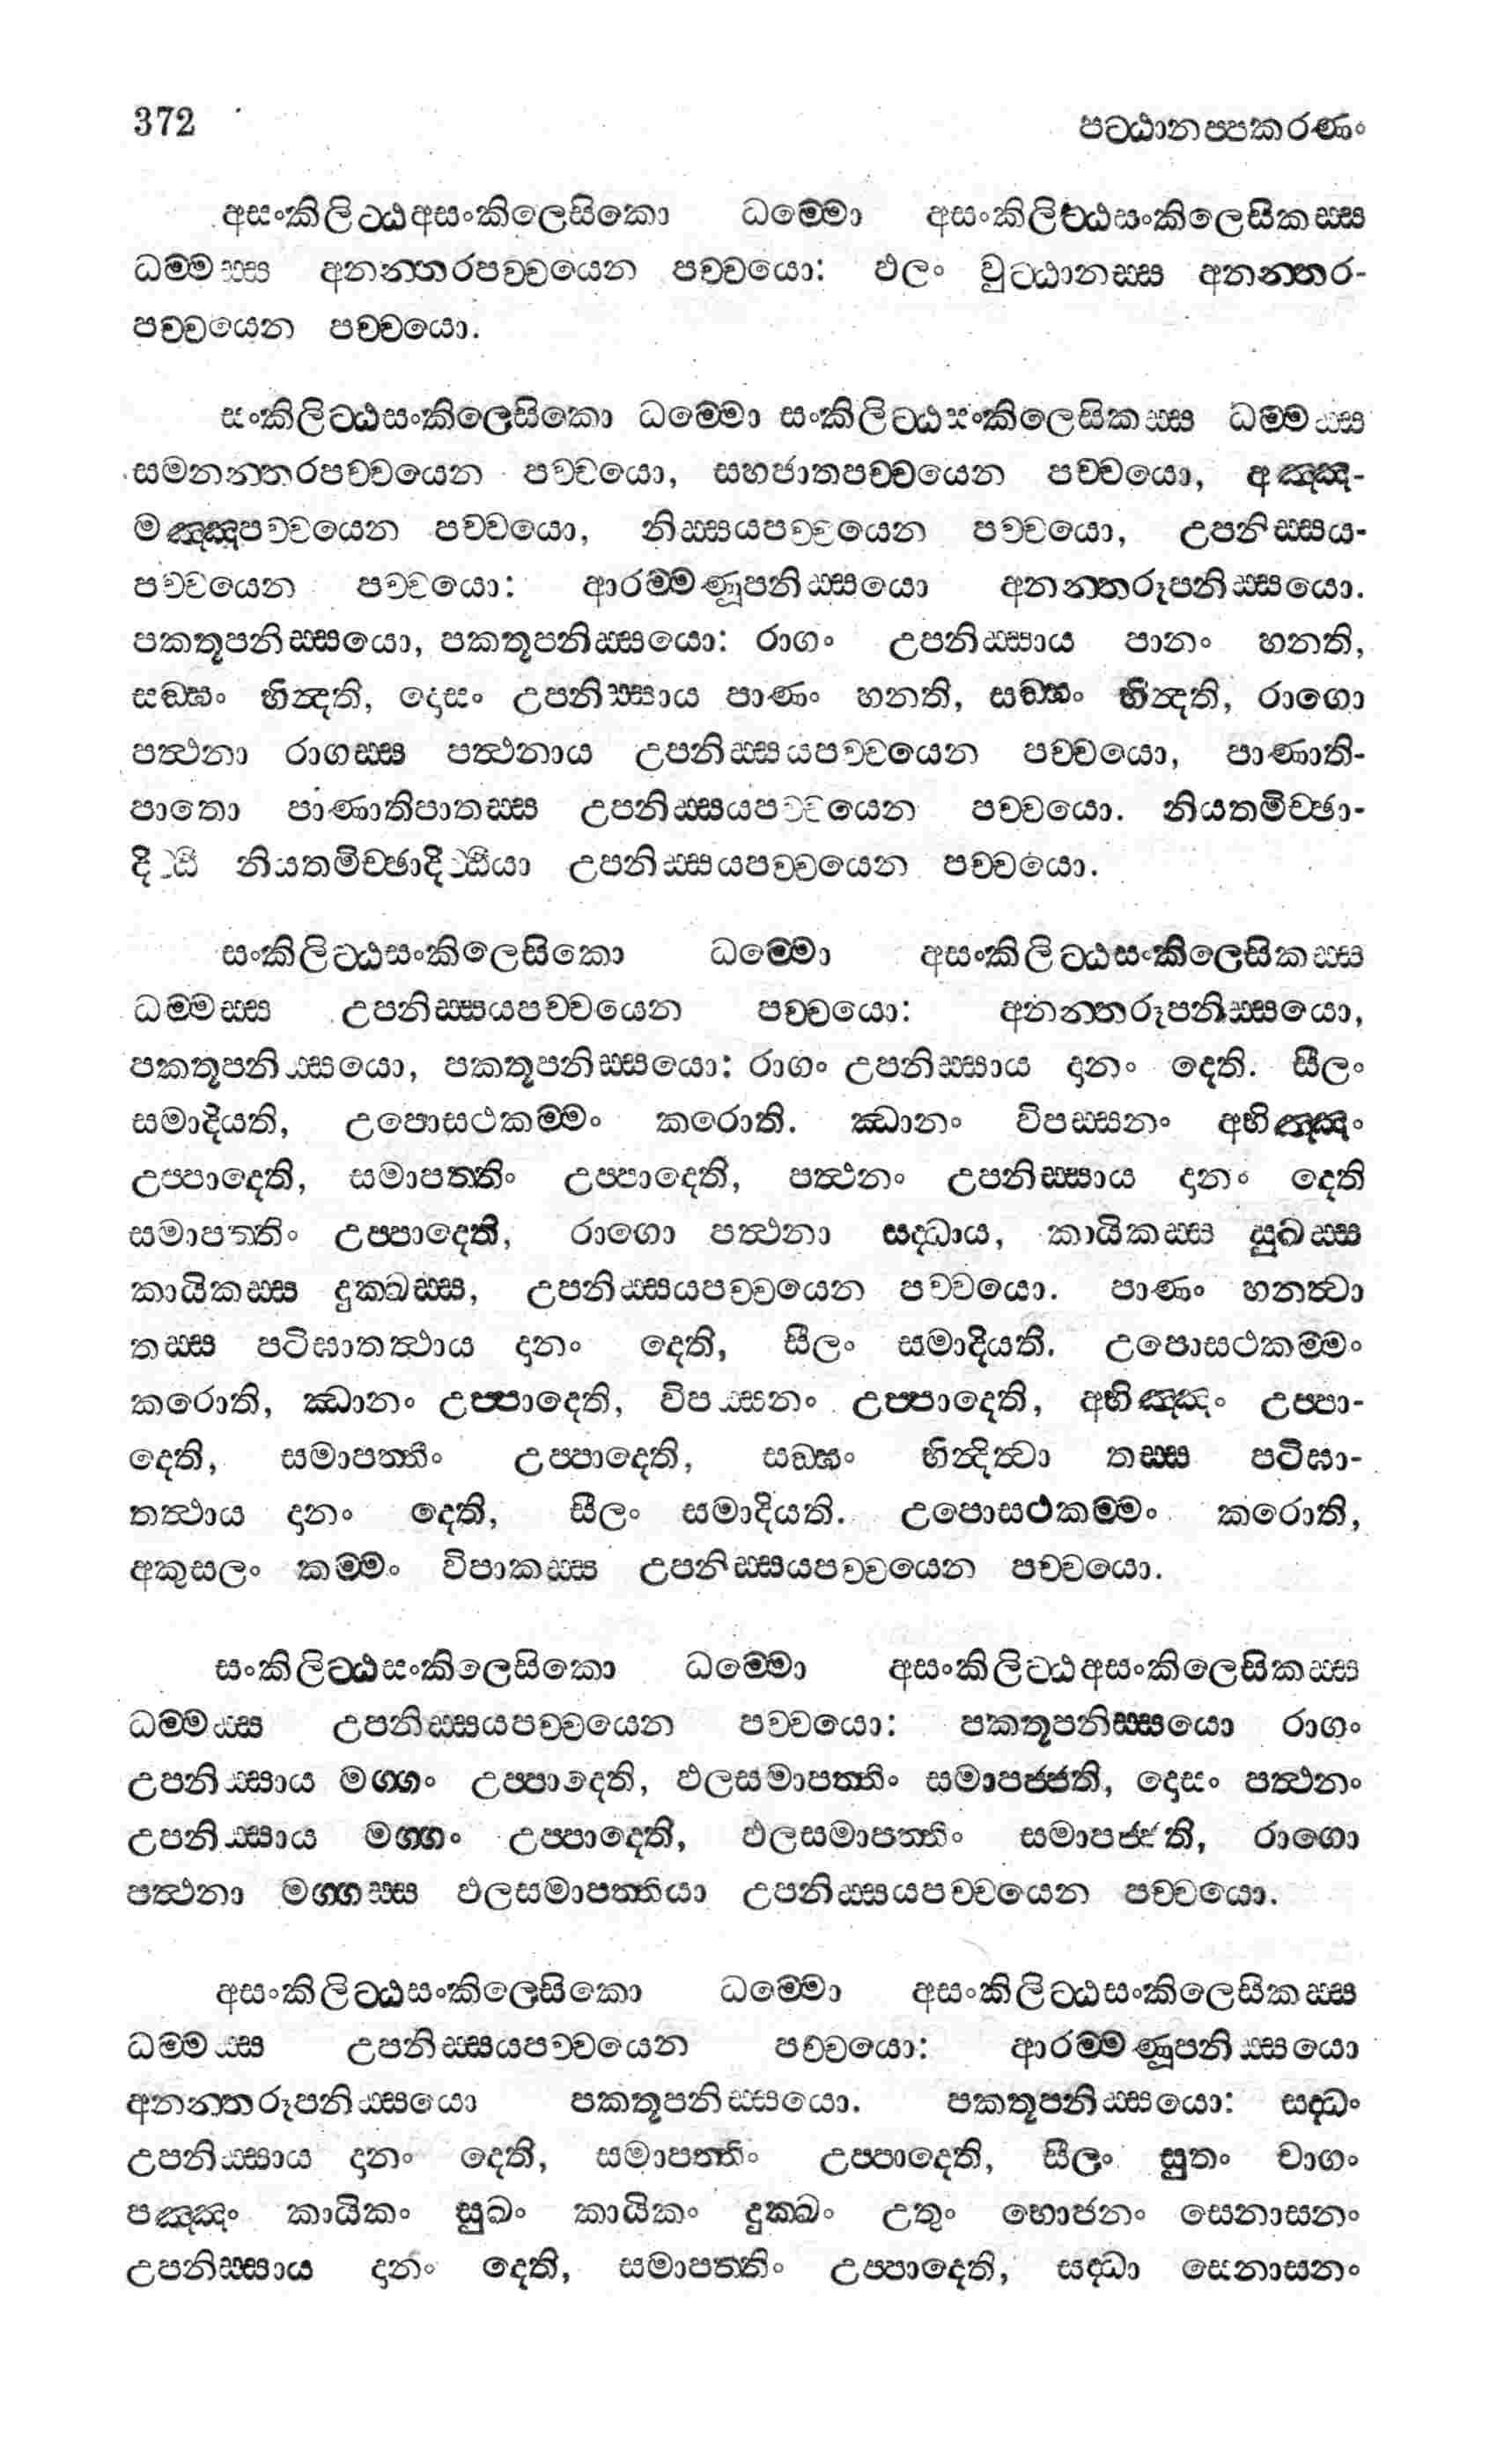 372 පට්ඨානප්පකරණං
අසංකිලිට්ඨඅසංකිලෙසිකො ධම්මො අසංකිලිට්ඨසංකිලෙසිකස්ස
ධම්මස්ස අනන්තරපච්චයෙන පච්චයො: ඵලං වුට්ඨානස්ස අනන්තර-
පච්චයෙන පච්චයො.
සංකිලිට්ඨසංකිලෙසිකො ධම්මො සංකිලිට්ඨසංකිලෙසිකස්ස ධම්මස්ස
සමනන්තරපච්චයෙන පච්චයො, සහජාතපච්චයෙන පච්චයො, අඤ්ඤ-
මඤ්ඤපච්චයෙන පච්චයො, නිස්සයපච්චයෙන පච්චයො, උපනිස්සය-
පච්චයෙන පච්චයො: ආරම්මණූපනිස්සයො අනන්තරූපනිස්සයො.
පකතූපනිස්සයො, පකතූපනිස්සයො: රාගං උපනිස්සාය පානං හනති,
සඞ්ඝං භින්දති, දොසං උපනිස්සාය පාණං හනති, සඞ්ඝං භින්දති, රාගො
පත්ථනා රාගස්ස පත්ථනාය උපනිස්සයපච්චයෙන පච්චයො, පාණාති-
පාතො පාණාතිපාතස්ස උපනිස්සයපච්චයෙන පච්චයො. නියතමිච්ඡා-
දිට්ඨි නියතමිච්ඡාදිට්ඨියා උපනිස්සයපච්චයෙන පච්චයො.
සංකිලිට්ඨසංකිලෙසිකො ධම්මො අසංකිලිට්ඨසංකිලෙසිකස්ස
ධම්මස්ස උපනිස්සයපච්චයෙන පච්චයො: අනන්තරූපනිස්සයො,
පකතූපනිස්සයො, පකතූපනිස්සයො: රාගං උපනිස්සාය දානං දෙති. සීලං
සමාදියති, උපොසථකම්මං කරොති. ඣානං විපස්සනං අභිඤ්ඤං
උප්පාදෙති, සමාපත්තිං උප්පාදෙති, පත්ථනං උපනිස්සාය දානං දෙති
සමාපත්තිං උප්පාදෙති, රාගො පත්ථනා සද්ධාය, කායිකස්ස සුඛස්ස
කායිකස්ස දුක්ඛස්ස, උපනිස්සයපච්චයෙන පච්චයො. පාණං හනත්වා
තස්ස පටිඝාතත්ථාය දානං දෙති, සීලං සමාදියති. උපොසථකම්මං
කරොති, ඣානං උප්පාදෙති, විපස්සනං උප්පාදෙති, අභිඤ්ඤං උප්පා-
දෙති, සමාපත්තිං උප්පාදෙති, සඞ්ඝං භින්දිත්වා තස්ස පටිඝා-
තත්ථාය දානං දෙති, සීලං සමාදියති. උපොසථකම්මං කරොති,
අකුසලං කම්මං විපාකස්ස උපනිස්සයපච්චයෙන පච්චයො.
සංකිලිට්ඨසංකිලෙසිකො ධම්මො අසංකිලිට්ඨඅසංකිලෙසිකස්ස
ධම්මස්ස උපනිස්සයපච්චයෙන පච්චයො: පකතූපනිස්සයො රාගං
උපනිස්සාය මග්ගං උප්පාදෙති, ඵලසමාපත්තිං සමාපජ්ජති, දොසං පත්ථනං
උපනිස්සාය මග්ගං උප්පාදෙති, ඵලසමාපත්තිං සමාපජ්ජති, රාගො
පත්ථනා මග්ගස්ස ඵලසමාපත්තියා උපනිස්සයපච්චයෙන පච්චයො.
අසංකිලිට්ඨසංකිලෙසිකො ධම්මො අසංකිලිට්ඨසංකිලෙසිකස්ස
ධම්මස්ස උපනිස්සයපච්චයෙන පච්චයො: ආරම්මණූපනිස්සයො
අනන්තරූපනිස්සයො පකතූපනිස්සයො. පකතූපනිස්සයො: සද්ධං
උපනිස්සාය දානං දෙති, සමාපත්තිං උප්පාදෙති, සීලං සුතං චාගං
පඤ්ඤං කායිකං සුඛං කායිකං දුක්ඛං උතුං භොජනං සෙනාසනං
උපනිස්සාය දානං දෙති, සමාපත්තිං උප්පාදෙති, සද්ධා සෙනාසනං